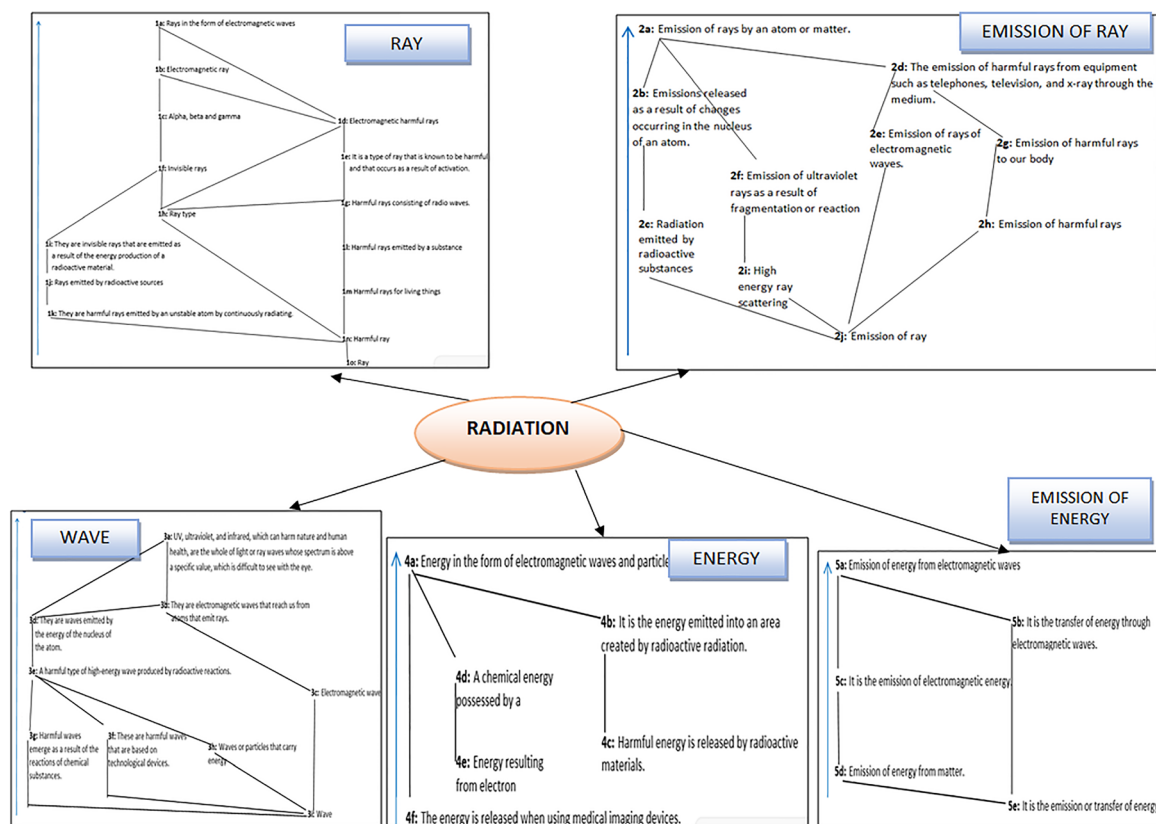 RAY
1a: Rays in the form of electromagnetic waves
1b: Electromagnetic ray
1c: Alpha, beta and gamma
1d: Electromagnetic harmful rays
1e: It is a type of ray that is known to be harmful
and that occurs as a result of activation.
1f: Invisible rays
1g: Harmful rays consisting of radio waves.
1h: Ray type
1i: They are invisible rays that are emitted as
a result of the energy production of a
radioactive material.
1l: Harmful rays emitted by a substance
1j: Rays emitted by radioactive sources
1m Harmful rays for living things
1k: They are harmful rays emitted by an unstable atom by continuously radiating.
1n: Harmful ray
1o: Ray
EMISSION OF RAY
2a: Emission of rays by an atom or matter.
2d: The emission of harmful rays from equipment
such as telephones, television, and x-ray through the
medium.
2b: Emissions released
as a result of changes
occurring in the nucleus
of an atom.
2e: Emission of rays of
electromagnetic
waves.
2g: Emission of harmful rays
to our body
2f: Emission of ultraviolet
rays as a result of
fragmentation or reaction
2c: Radiation
emitted by
radioactive
substances
2h: Emission of harmful rays
2i: High
energy ray
scattering
2j: Emission of ray
RADIATION
WAVE
3a: UV, ultraviolet, and infrared, which can harm nature and human
health, are the whole of light or ray waves whose spectrum is above
a specific value, which is difficult to see with the eye.
3b: They are electromagnetic waves that reach us from
atoms that emit rays.
3d: They are waves emitted by
the energy of the nucleus of
the atom.
3e: A harmful type of high-energy wave produced by radioactive reactions.
3c: Electromagnetic wave
3g: Harmful waves
emerge as a result of the
reactions of chemical
substances.
3f: These are harmful waves
that are based on
technological devices.
3h: Waves or particles that carry
energy
Wave
ENERGY
4a: Energy in the form of electromagnetic waves and particle
4b: It is the energy emitted into an area
created by radioactive radiation.
4d: A chemical energy
possessed by a
4c: Harmful energy is released by radioactive
materials.
4e: Energy resulting
from electron
4f: The energy is released when using medical imaging devices.
EMISSION OF
ENERGY
5a: Emission of energy from electromagnetic waves
5b: It is the transfer of energy through
electromagnetic waves.
5c: It is the emission of electromagnetic energy
5d: Emission of energy from matter.
5e: It is the emission or transfer of energy